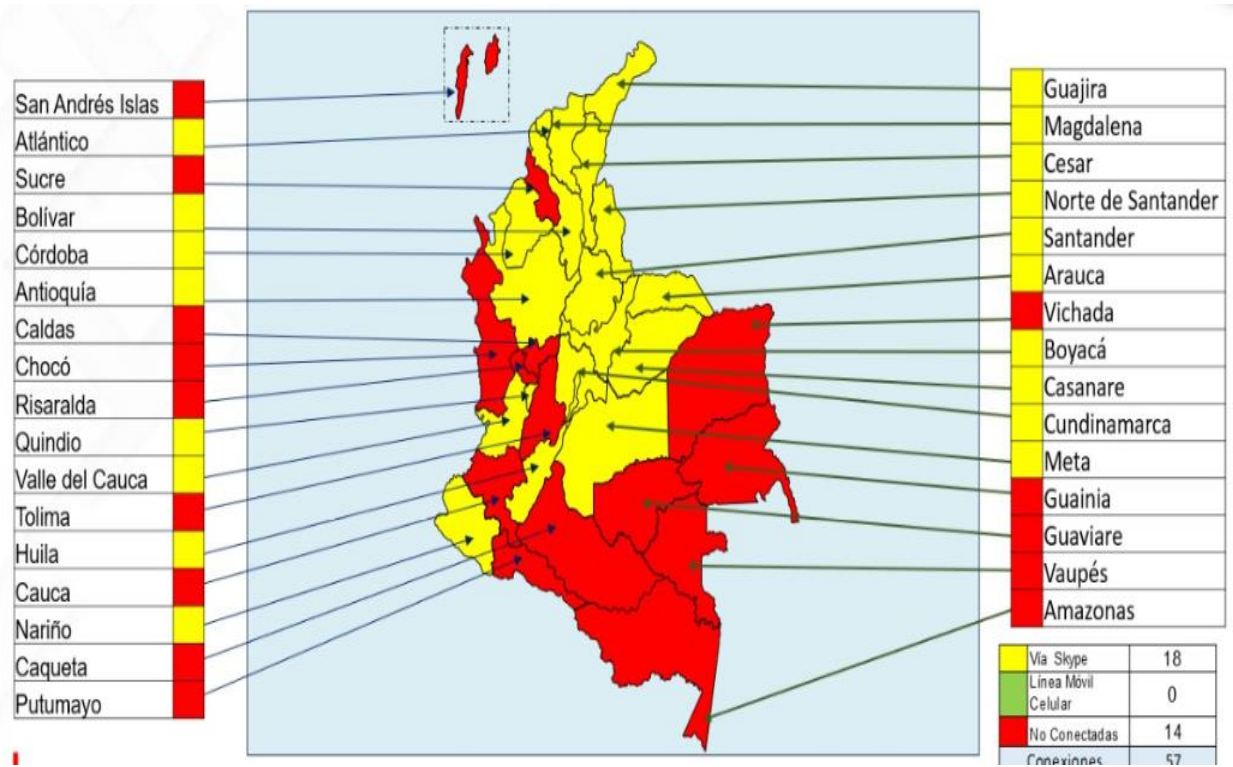 San Andrés Islas
Atlántico
Sucre
Bolívar
Córdoba
Antioquía
Caldas
Chocó
Risaralda
Quindio
Valle del Cauca
Tolima
Huila
Cauca
Nariño
Caqueta
Putumayo
Guajira
Magdalena
Cesar
Norte de Santander
Santander
Arauca
Vichada
Boyacá
Casanare
Cundinamarca
Meta
Guainia
Guaviare
Vaupés
Amazonas
Vía Skype 18
Línea Móvil
Celular 0
No Conectadas 14
Conexiones 57